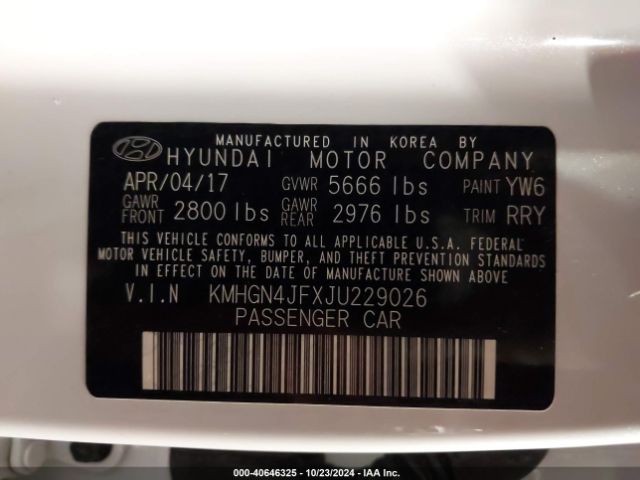 MANUFACTURED IN KOREA BY
HYUNDAI MOTOR COMPANY
APR/04/17 GVWR 5666 lbs PAINT YW6
GAWR FRONT 2800 lbs GAWR REAR 2976 lbs TRIM RRY
THIS VEHICLE CONFORMS TO ALL APPLICABLE U.S.A. FEDERAL
MOTOR VEHICLE SAFETY, BUMPER, AND THEFT PREVENTION STANDARDS
IN EFFECT ON THE DATE OF MANUFACTURE SHOWN ABOVE.
V.I.N KMHGN4JFXJU229026
PASSENGER CAR
000-40646325 - 10/23/2024 - IAA Inc.